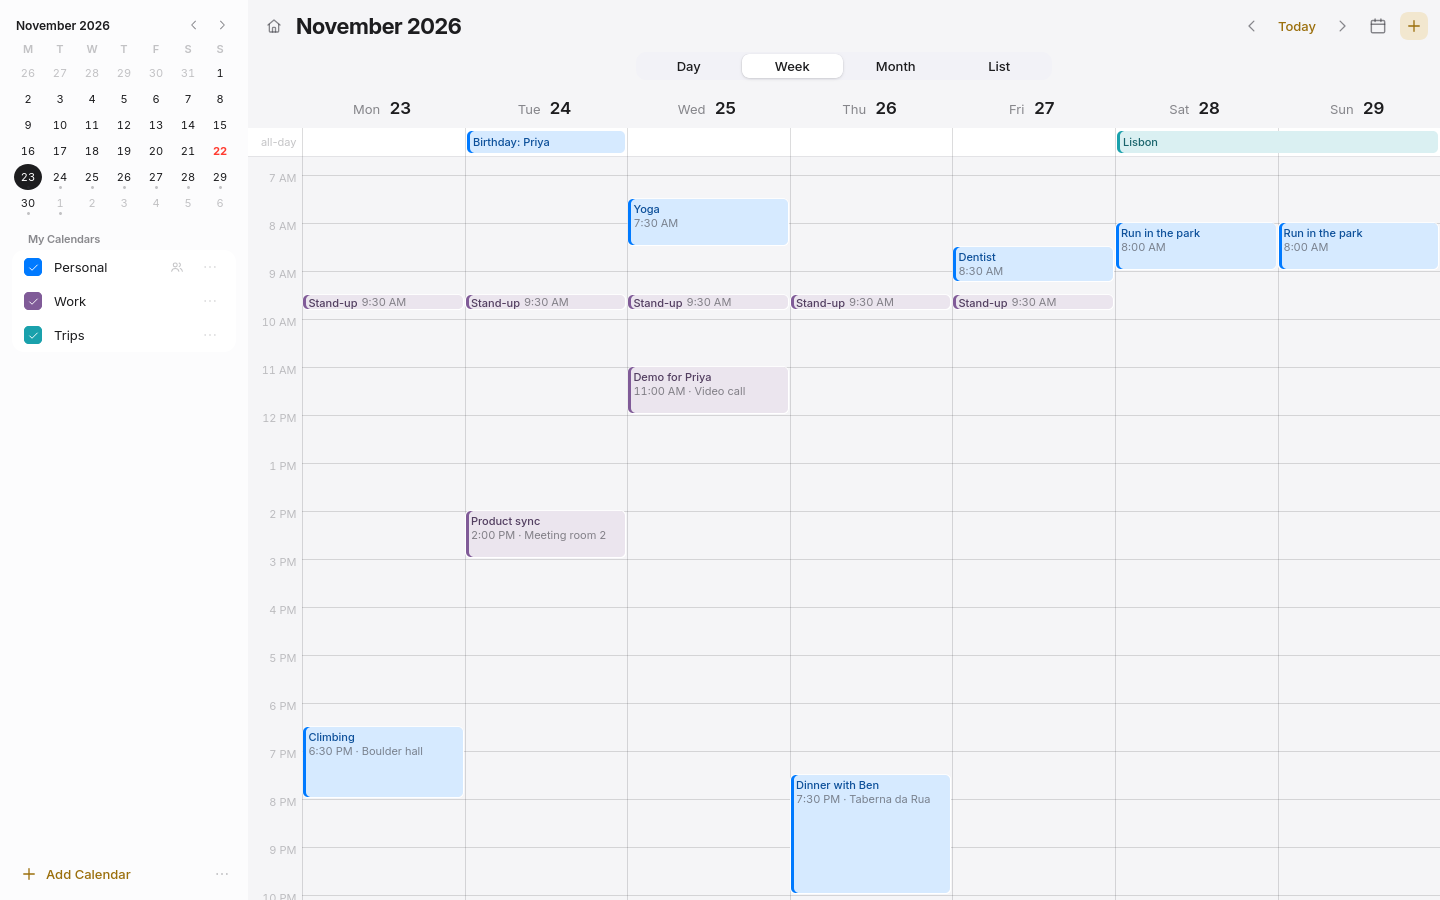 November 2026
M T W T F S S
26 27 28 29 30 31 1
2 3 4 5 6 7 8
9 10 11 12 13 14 15
16 17 18 19 20 21 22
23 24 25 26 27 28 29
30 1 2 3 4 5 6
My Calendars
Personal
Work
Trips
Add Calendar
November 2026
Today
Day Week Month List
Mon 23 Tue 24 Wed 25 Thu 26 Fri 27 Sat 28 Sun 29
all-day
Birthday: Priya
Lisbon
7 AM
Yoga
7:30 AM
8 AM
Run in the park
8:00 AM
Run in the park
8:00 AM
Dentist
8:30 AM
9 AM
Stand-up 9:30 AM
Stand-up 9:30 AM
Stand-up 9:30 AM
Stand-up 9:30 AM
Stand-up 9:30 AM
10 AM
11 AM
Demo for Priya
11:00 AM · Video call
12 PM
1 PM
2 PM
Product sync
2:00 PM · Meeting room 2
3 PM
4 PM
5 PM
6 PM
Climbing
6:30 PM · Boulder hall
7 PM
Dinner with Ben
7:30 PM · Taberna da Rua
8 PM
9 PM
10 PM